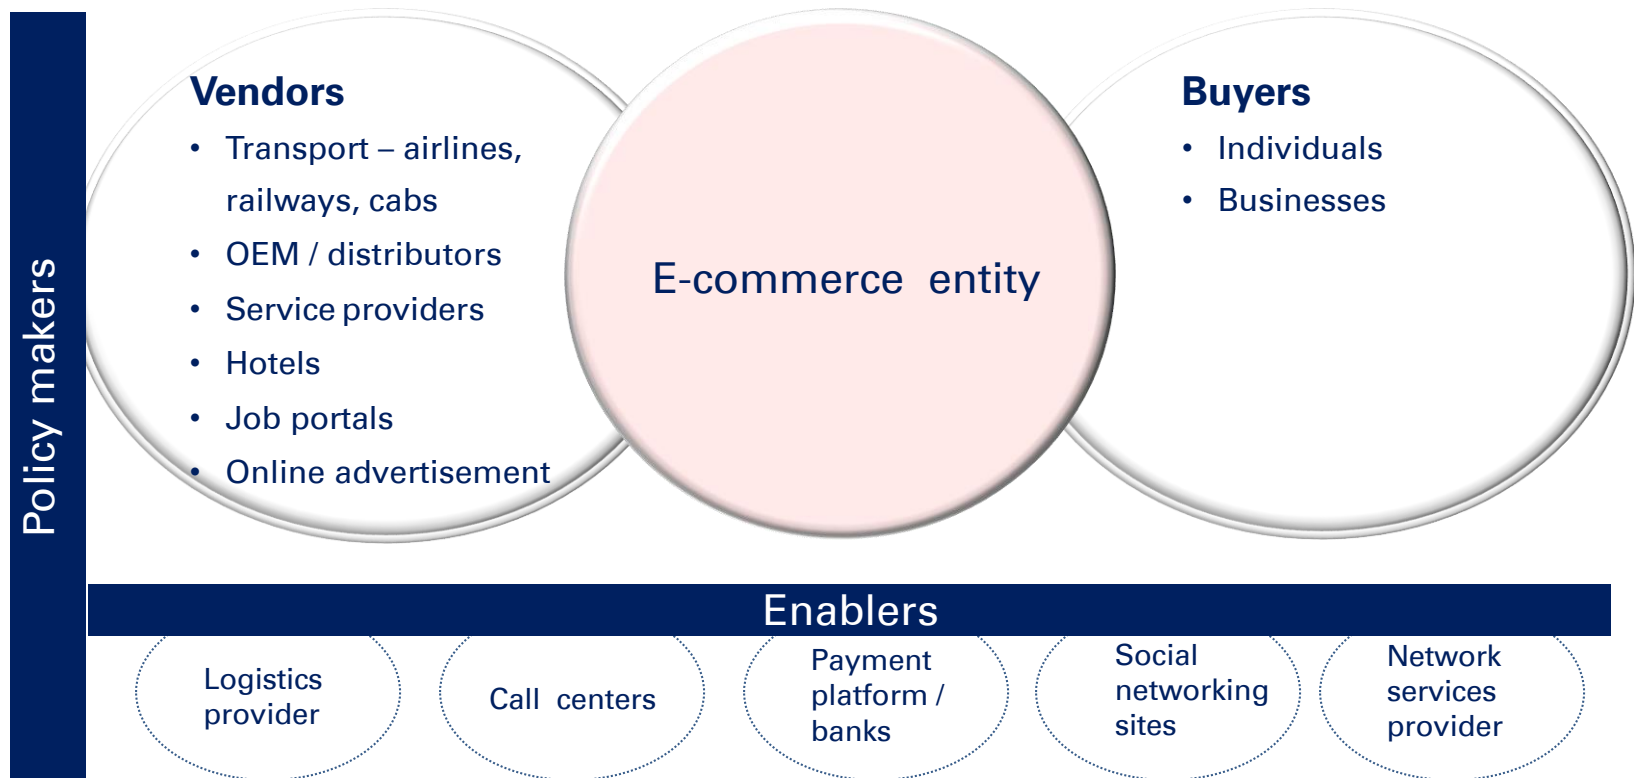 Policy makers
Vendors
• Transport – airlines,
railways, cabs
• OEM / distributors
• Service providers
• Hotels
• Job portals
• Online advertisement
E-commerce entity
Buyers
• Individuals
• Businesses
Enablers
Logistics
provider
Call centers
Payment
platform /
banks
Social
networking
sites
Network
services
provider